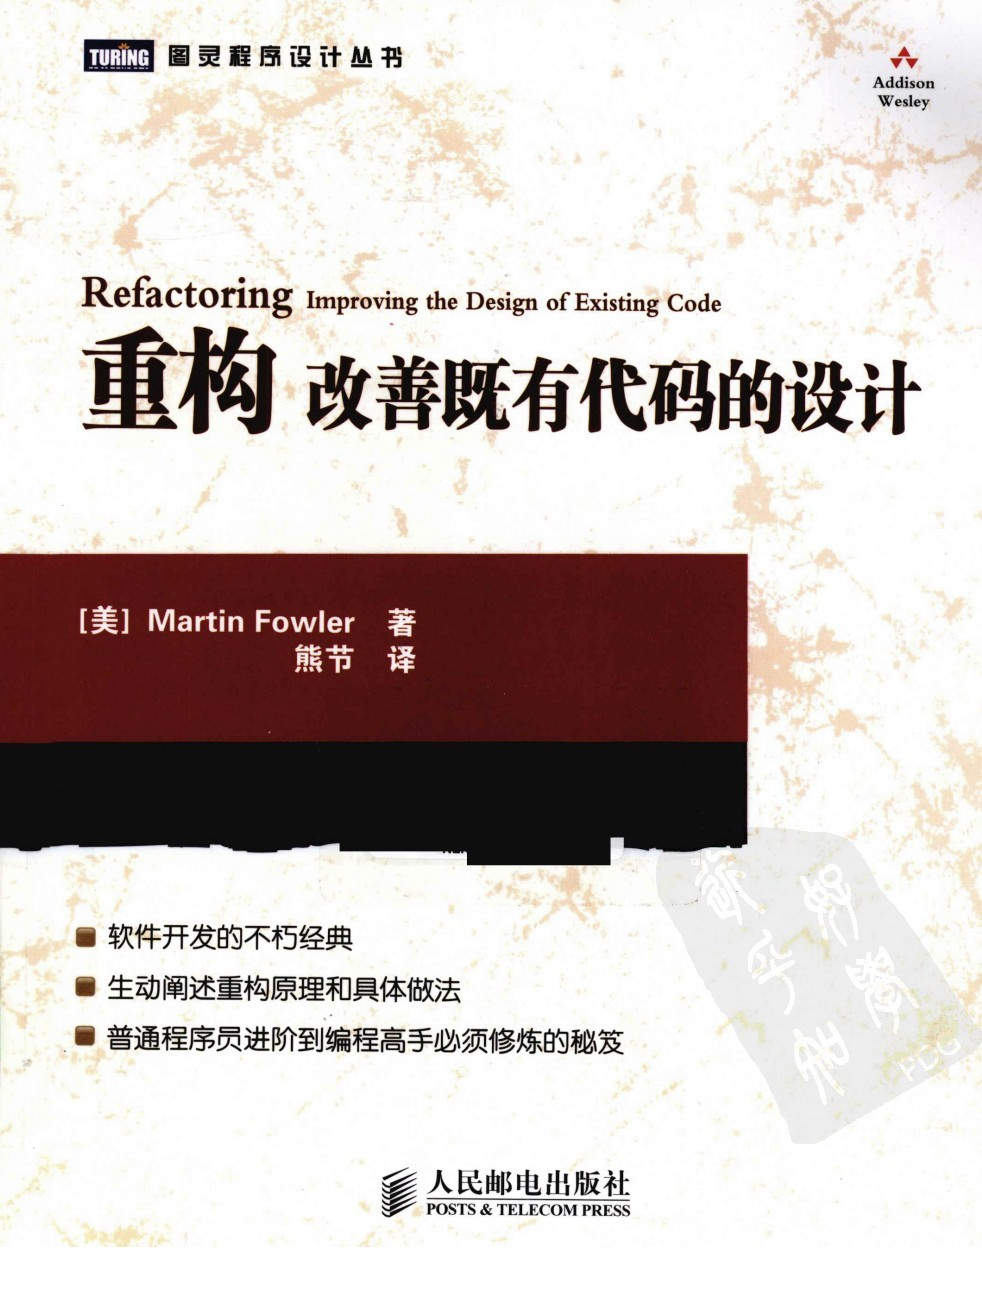 TURING 图灵程序设计丛书
Addison
Wesley
Refactoring Improving the Design of Existing Code
重构 改善既有代码的设计
[美] Martin Fowler 著
熊节 译
软件开发的不朽经典
生动阐述重构原理和具体做法
普通程序员进阶到编程高手必须修炼的秘笈
PDG
人民邮电出版社
POSTS & TELECOM PRESS